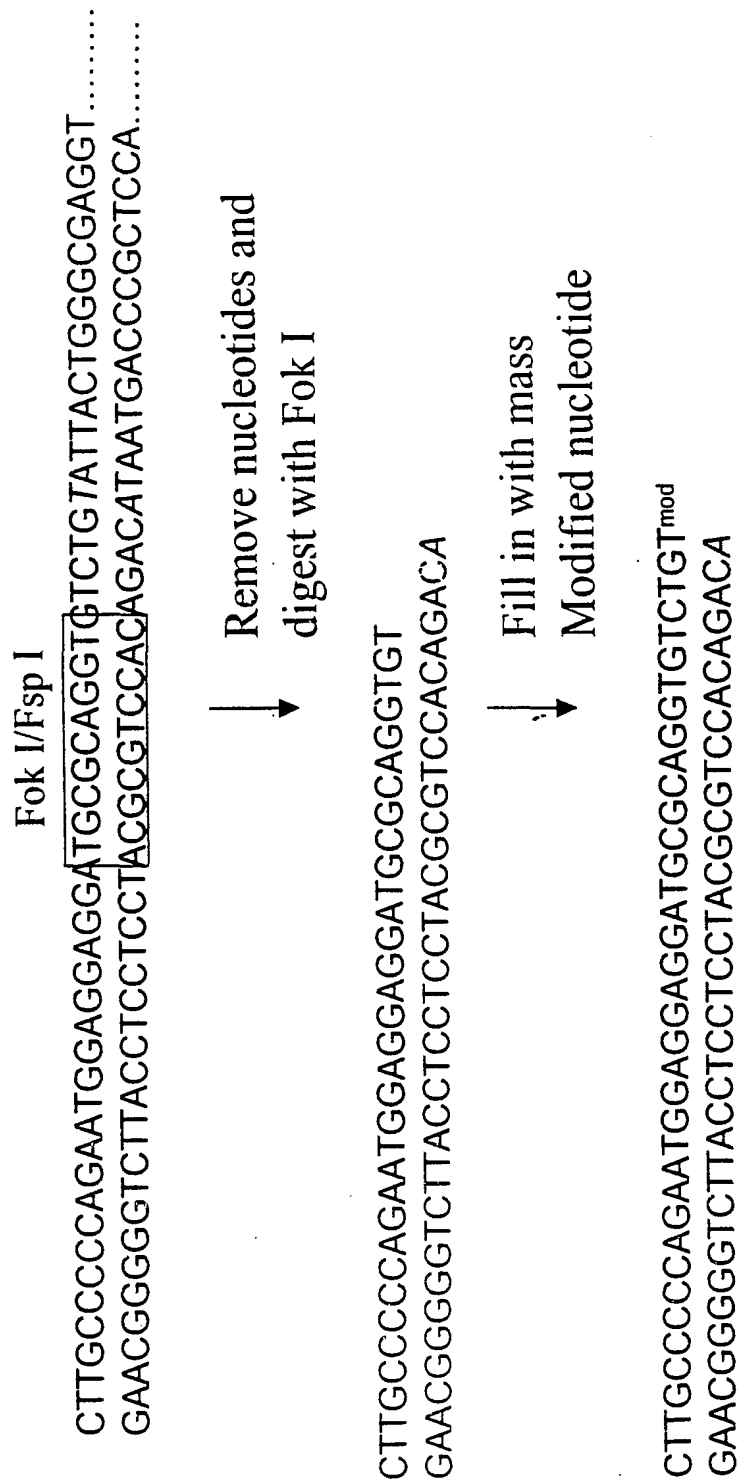 Fok I/Fsp I
CTTGCCCCCAGAATGGAGGAGGATGCGCAGGTGTCTGTATTACTGGGCGAGGT.........
GAACGGGGGTCTTACCTCCTCCTACGCGTCCACAGACATAATGACCCGCTCCA.........
Remove nucleotides and
digest with Fok I
CTTGCCCCCAGAATGGAGGAGGATGCGCAGGTGT
GAACGGGGGTCTTACCTCCTCCTACGCGTCCACAGACA
Fill in with mass
Modified nucleotide
CTTGCCCCCAGAATGGAGGAGGATGCGCAGGTGTCTGTmod
GAACGGGGGTCTTACCTCCTCCTACGCGTCCACAGACA